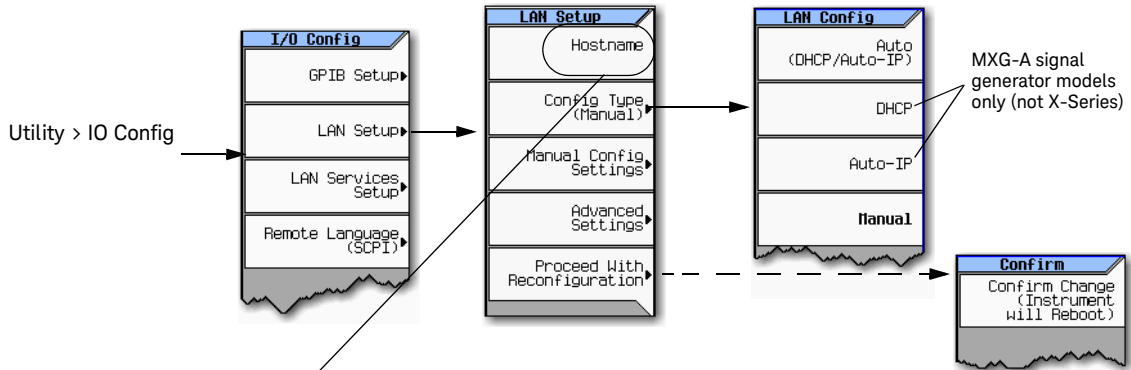 Utility > IO Config
I/O Config
GPIB Setup
LAN Setup
LAN Services
Setup
Remote Language
(SCPI)
LAN Setup
Hostname
Config Type
(Manual)
Manual Config
Settings
Advanced
Settings
Proceed With
Reconfiguration
LAN Config
Auto
(DHCP/Auto-IP)
DHCP
Auto-IP
Manual
MXG-A signal
generator models
only (not X-Series)
Confirm
Confirm Change
(Instrument
will Reboot)